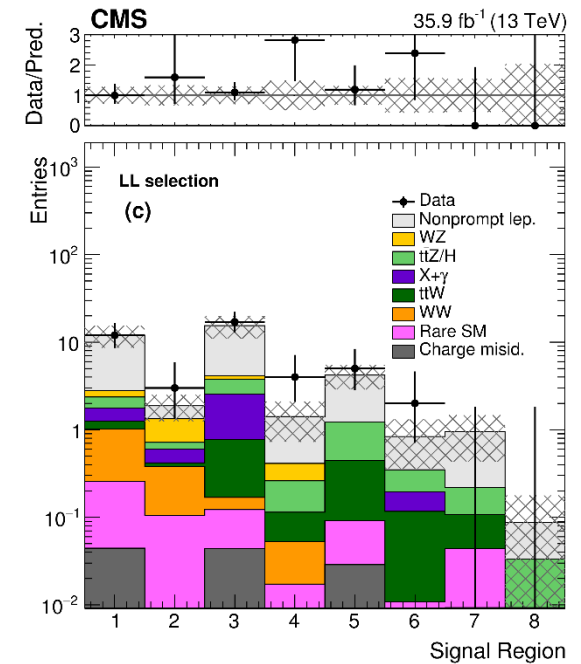 CMS 35.9 fb⁻¹ (13 TeV)
Data/Pred.
3
2
1
0
Entries
10³
10²
10
1
10⁻¹
10⁻²
LL selection
(c)
Data
Nonprompt lep.
WZ
tt̄Z/H
X+γ
tt̄W
WW
Rare SM
Charge misid.
1 2 3 4 5 6 7 8
Signal Region